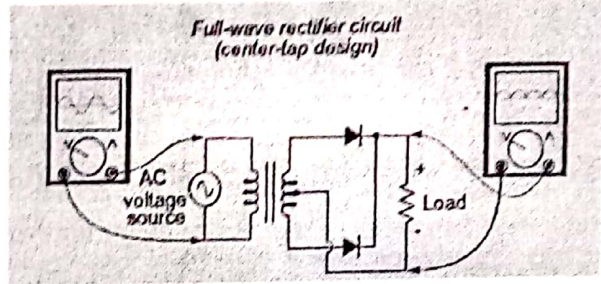 Full-wave rectifier circuit
(center-tap design)
V A
AC
voltage
source
+
Load
-
V A